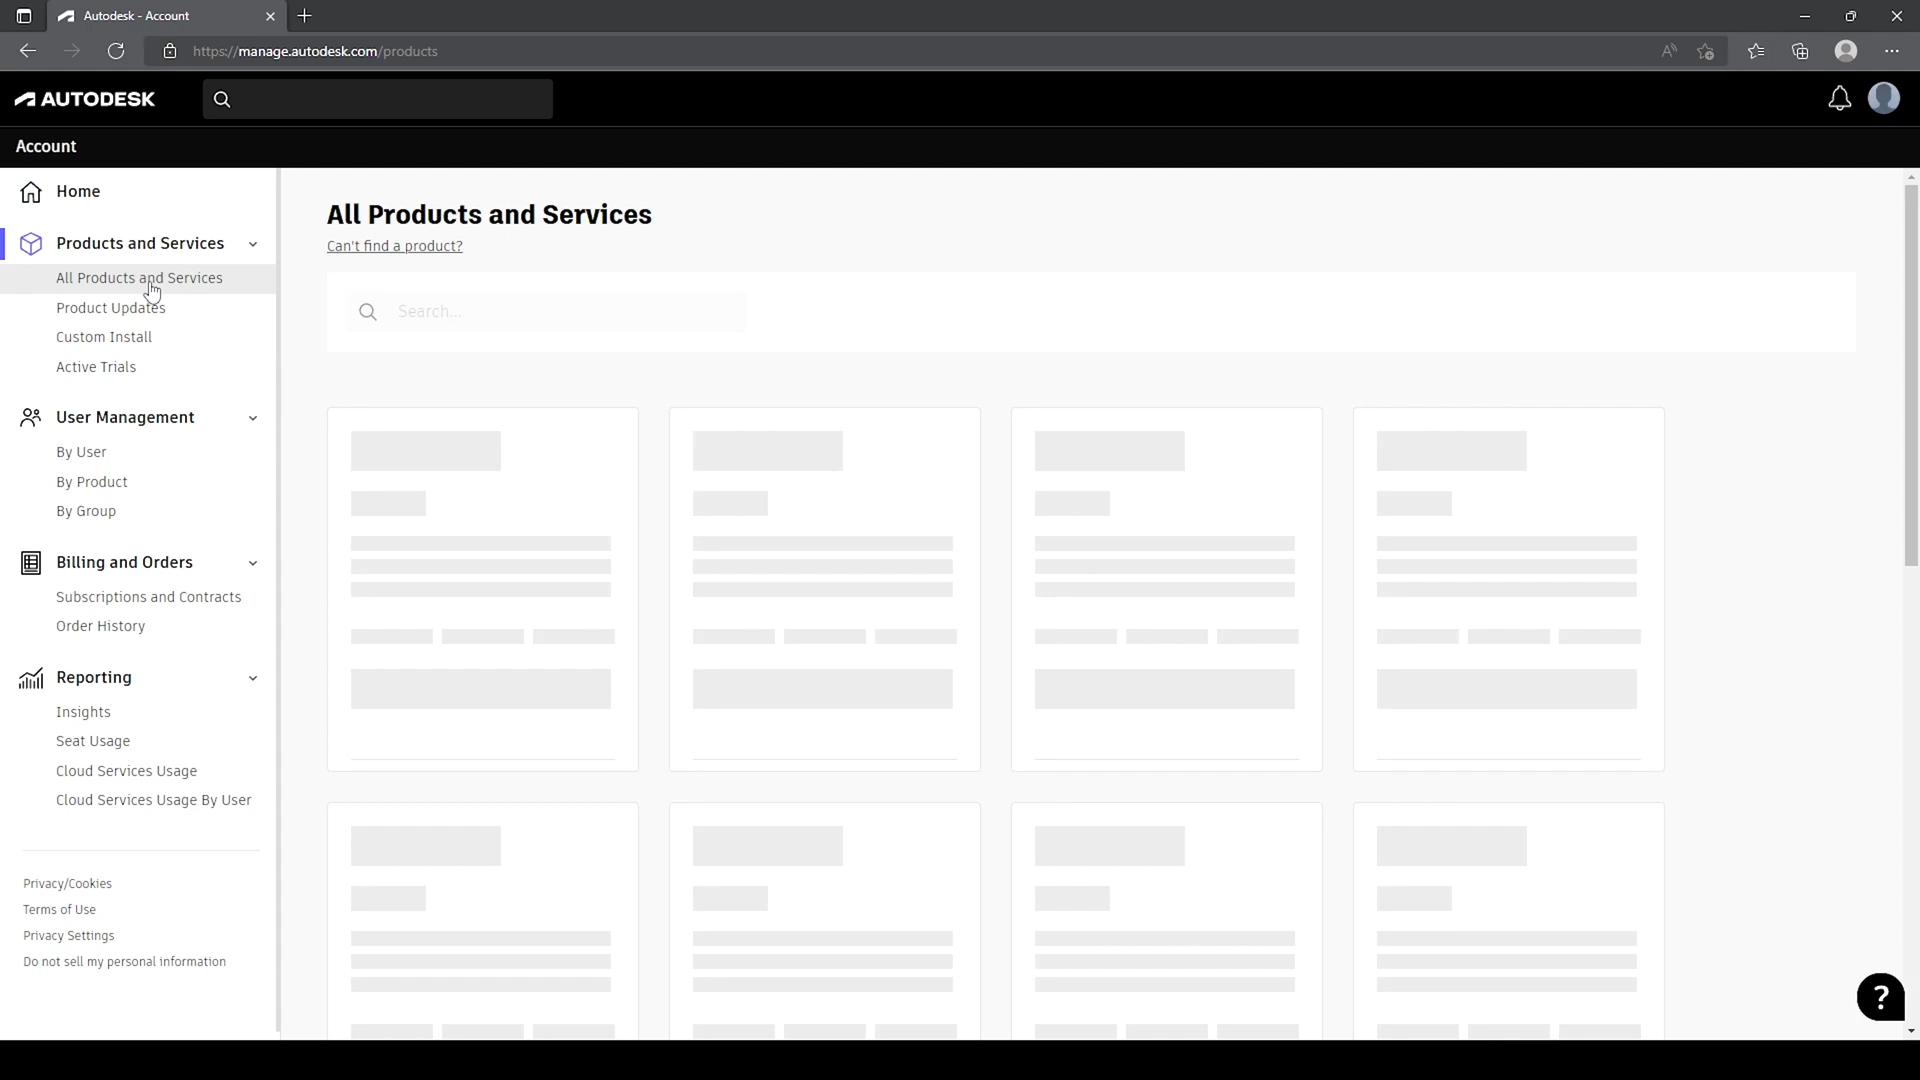 Autodesk - Account
https://manage.autodesk.com/products
AUTODESK
Account
Home
Products and Services
All Products and Services
Product Updates
Custom Install
Active Trials
User Management
By User
By Product
By Group
Billing and Orders
Subscriptions and Contracts
Order History
Reporting
Insights
Seat Usage
Cloud Services Usage
Cloud Services Usage By User
Privacy/Cookies
Terms of Use
Privacy Settings
Do not sell my personal information
All Products and Services
Can't find a product?
Search...
?